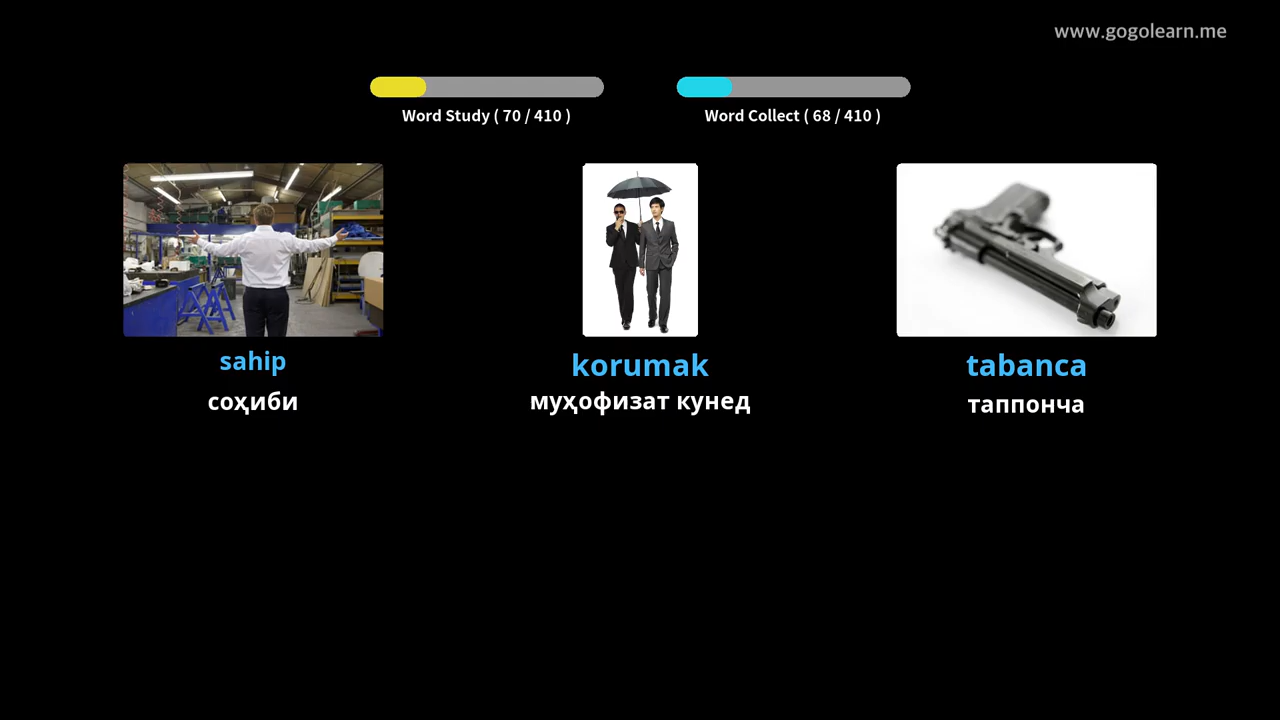 www.gogolearn.me
Word Study ( 70 / 410 )
Word Collect ( 68 / 410 )
sahip
соҳиби
korumak
муҳофизат кунед
tabanca
таппонча